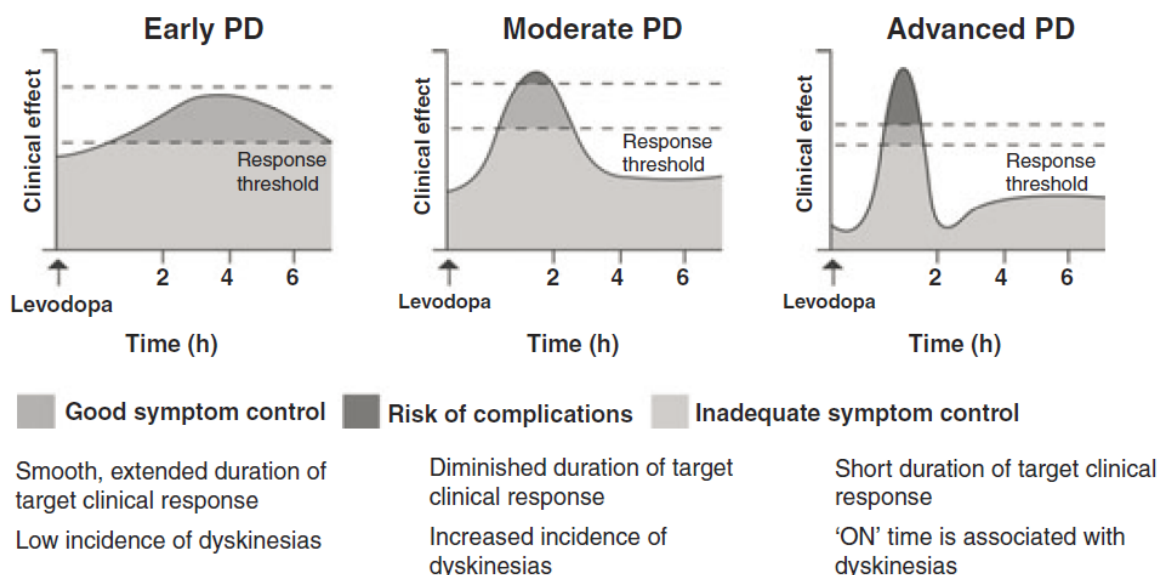 Early PD
Clinical effect
Response
threshold
2 4 6
Levodopa
Time (h)
Moderate PD
Clinical effect
Response
threshold
2 4 6
Levodopa
Time (h)
Advanced PD
Clinical effect
Response
threshold
2 4 6
Levodopa
Time (h)
Good symptom control
Risk of complications
Inadequate symptom control
Smooth, extended duration of
target clinical response
Low incidence of dyskinesias
Diminished duration of target
clinical response
Increased incidence of
dyskinesias
Short duration of target clinical
response
‘ON’ time is associated with
dyskinesias